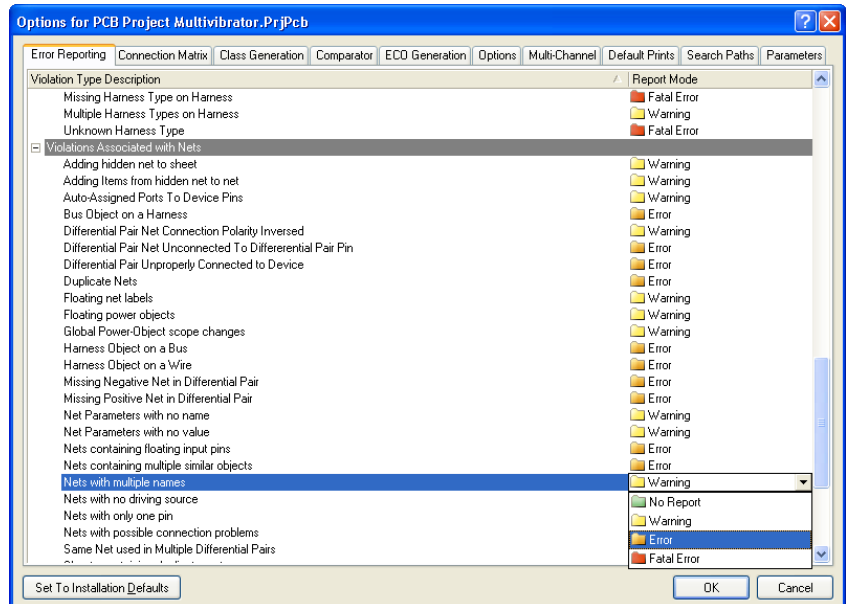 Options for PCB Project Multivibrator.PrjPcb
Error Reporting Connection Matrix Class Generation Comparator ECO Generation Options Multi-Channel Default Prints Search Paths Parameters
Violation Type Description Report Mode
Missing Harness Type on Harness Fatal Error
Multiple Harness Types on Harness Warning
Unknown Harness Type Fatal Error
Violations Associated with Nets
Adding hidden net to sheet Warning
Adding Items from hidden net to net Warning
Auto-Assigned Ports To Device Pins Warning
Bus Object on a Harness Error
Differential Pair Net Connection Polarity Inversed Warning
Differential Pair Net Unconnected To Differerential Pair Pin Error
Differential Pair Unproperly Connected to Device Error
Duplicate Nets Error
Floating net labels Warning
Floating power objects Warning
Global Power-Object scope changes Warning
Harness Object on a Bus Error
Harness Object on a Wire Error
Missing Negative Net in Differential Pair Error
Missing Positive Net in Differential Pair Error
Net Parameters with no name Warning
Net Parameters with no value Warning
Nets containing floating input pins Error
Nets containing multiple similar objects Error
Nets with multiple names Warning
Nets with no driving source No Report
Nets with only one pin Warning
Nets with possible connection problems Error
Same Net used in Multiple Differential Pairs Fatal Error
Set To Installation Defaults OK Cancel